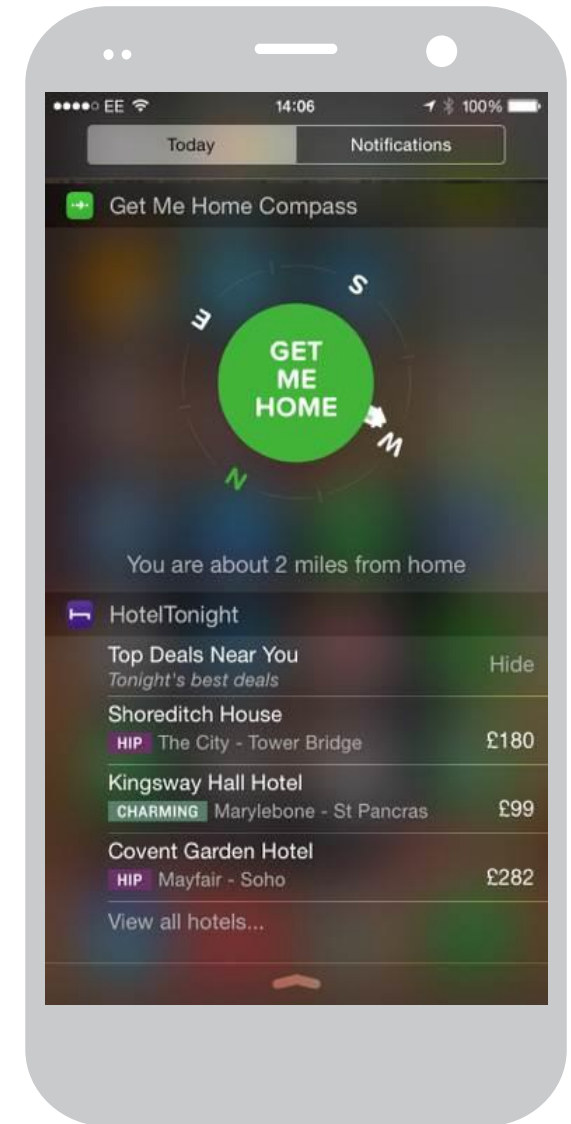 EE 14:06 100%
Today Notifications
Get Me Home Compass
S
E
GET
ME
HOME
W
N
You are about 2 miles from home
HotelTonight
Top Deals Near You Hide
Tonight's best deals
Shoreditch House
HIP The City - Tower Bridge £180
Kingsway Hall Hotel
CHARMING Marylebone - St Pancras £99
Covent Garden Hotel
HIP Mayfair - Soho £282
View all hotels...